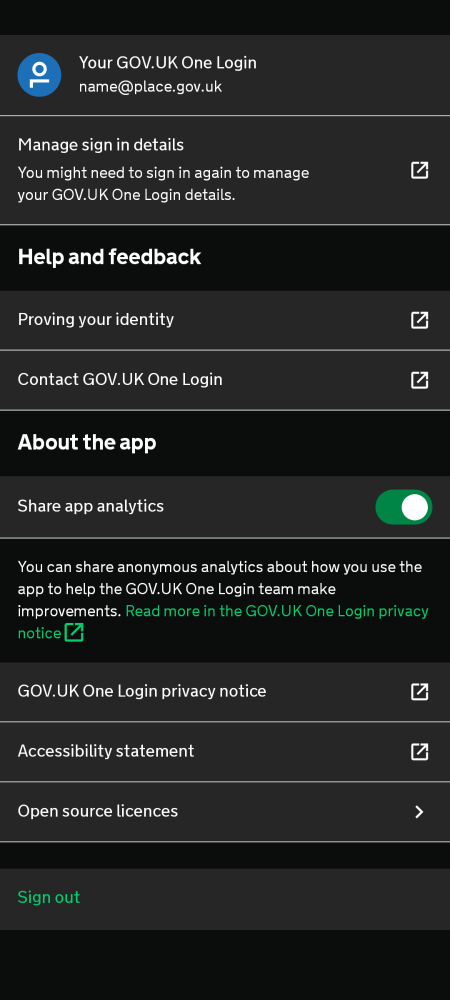 Your GOV.UK One Login
name@place.gov.uk
Manage sign in details
You might need to sign in again to manage
your GOV.UK One Login details.
Help and feedback
Proving your identity
Contact GOV.UK One Login
About the app
Share app analytics
You can share anonymous analytics about how you use the
app to help the GOV.UK One Login team make
improvements. Read more in the GOV.UK One Login privacy
notice
GOV.UK One Login privacy notice
Accessibility statement
Open source licences
Sign out